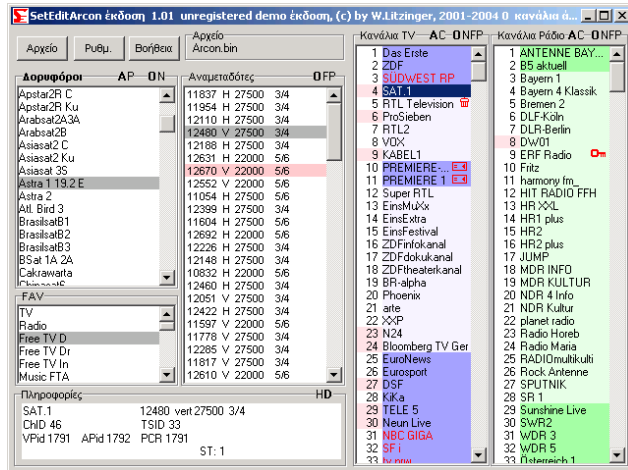 SetEditArcon έκδοση 1.01 unregistered demo έκδοση, (c) by W.Litzinger, 2001-2004 0 κανάλια ά...
Αρχείο
Ρυθμ.
Βοήθεια
Αρχείο
Arcon.bin
Δορυφόροι AP ON
Apstar2R C
Apstar2R Ku
Arabsat2A3A
Arabsat2B
Asiasat2 C
Asiasat2 Ku
Asiasat 3S
Astra 1 19.2 E
Astra 2
Atl. Bird 3
BrasilsatB1
BrasilsatB2
BrasilsatB3
BSat 1A 2A
Cakrawarta
ChinasatC
Αναμεταδότες OFP
11837 H 27500 3/4
11954 H 27500 3/4
12110 H 27500 3/4
12480 V 27500 3/4
12188 H 27500 3/4
12631 H 22000 5/6
12670 V 22000 5/6
12552 V 22000 5/6
11054 H 27500 5/6
12399 H 27500 3/4
11604 H 27500 5/6
12692 H 22000 5/6
12226 H 27500 3/4
12148 H 27500 3/4
10832 H 22000 5/6
12460 H 27500 3/4
12051 V 27500 3/4
12422 H 27500 3/4
11597 V 22000 5/6
11778 V 27500 3/4
12285 V 27500 3/4
11817 V 27500 3/4
12610 V 22000 5/6
FAV
TV
Radio
Free TV D
Free TV Dr
Free TV In
Music FTA
Πληροφορίες HD
SAT.1 12480 vert 27500 3/4
ChID 46 TSID 33
VPid 1791 APid 1792 PCR 1791
ST: 1
Κανάλια TV AC ONFP
1 Das Erste
2 ZDF
3 SÜDWEST RP
4 SAT.1
5 RTL Television
6 ProSieben
7 RTL2
8 VOX
9 KABEL1
10 PREMIERE-...
11 PREMIERE 1
12 Super RTL
13 EinsMuXx
14 EinsExtra
15 EinsFestival
16 ZDFinfokanal
17 ZDFdokukanal
18 ZDFtheaterkanal
19 BR-alpha
20 Phoenix
21 arte
22 XXP
23 N24
24 Bloomberg TV Ger
25 EuroNews
26 Eurosport
27 DSF
28 KiKa
29 TELE 5
30 Neun Live
31 NBC GIGA
32 SF i
33 tv.nrw
Κανάλια Ράδιο AC ONFP
1 ANTENNE BAY...
2 B5 aktuell
3 Bayern 1
4 Bayern 4 Klassik
5 Bremen 2
6 DLF-Köln
7 DLR-Berlin
8 DW01
9 ERF Radio
10 Fritz
11 harmony fm_
12 HIT RADIO FFH
13 HR XXL
14 HR1 plus
15 HR2
16 HR2 plus
17 JUMP
18 MDR INFO
19 MDR KULTUR
20 NDR 4 Info
21 NDR Kultur
22 planet radio
23 Radio Horeb
24 Radio Maria
25 RADIOmultikulti
26 Rock Antenne
27 SPUTNIK
28 SR 1
29 Sunshine Live
30 SWR2
31 WDR 3
32 WDR 5
33 Österreich 1